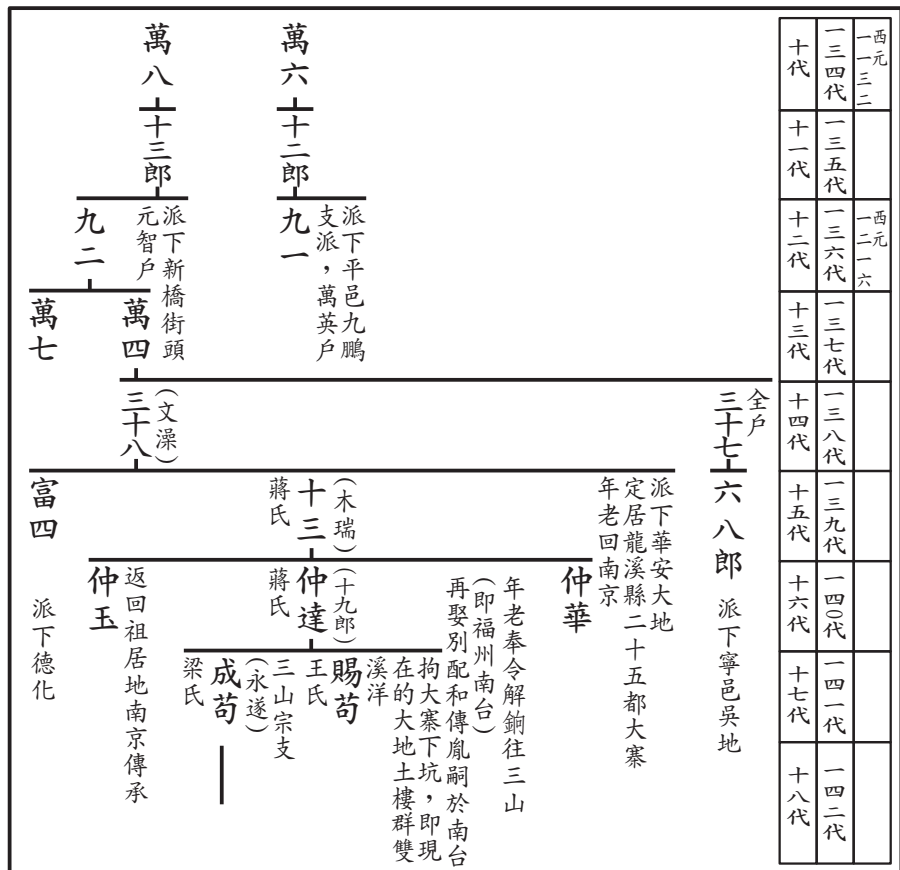 西元一一三二
西元一二一六
一三四代
一三五代
一三六代
一三七代
一三八代
一三九代
一四〇代
一四一代
一四二代
十代
十一代
十二代
十三代
十四代
十五代
十六代
十七代
十八代
萬六
萬八
十二郎
十三郎
九一
派下平邑九鵬
支派，萬英戶
九二
派下新橋街頭
元智戶
萬四
萬七
全戶
三十七
(文澡)
三十八
六八郎
派下寧邑吳地
派下華安大地
定居龍溪縣二十五都大寨
年老回南京
(木瑞)
十三
蔣氏
富四
派下德化
仲華
年老奉令解餉往三山
(即福州南台)
再娶別配和傳胤嗣於南台
(十九郎)
仲達
蔣氏
仲玉
返回祖居地南京傳承
賜苟
王氏
拘大寨下坑，即現
在的大地土樓群雙
溪洋
三山宗支
(永遂)
成苟
梁氏